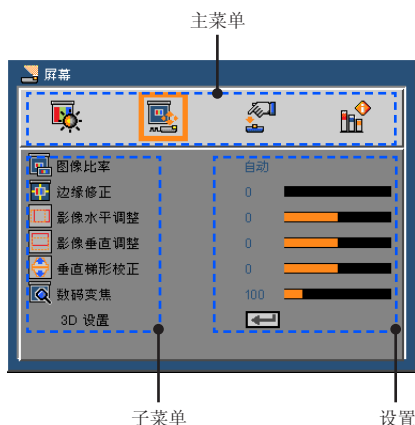 主菜单
屏幕
图像比率 自动
边缘修正 0
影像水平调整 0
影像垂直调整 0
垂直梯形校正 0
数码变焦 100
3D 设置
子菜单 设置